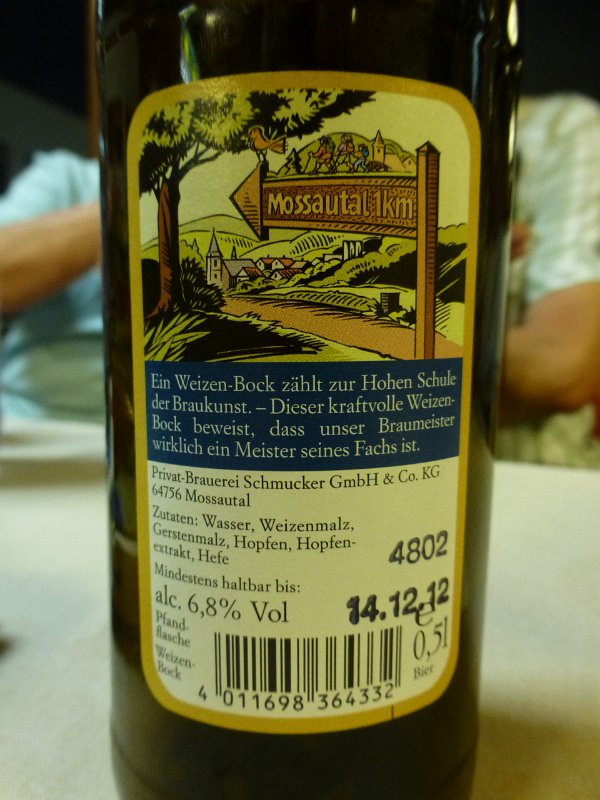 Mossautal 1km
Ein Weizen-Bock zählt zur Hohen Schule
der Braukunst. – Dieser kraftvolle Weizen-
Bock beweist, dass unser Braumeister
wirklich ein Meister seines Fachs ist.
Privat-Brauerei Schmucker GmbH & Co. KG
64756 Mossautal
Zutaten: Wasser, Weizenmalz,
Gerstenmalz, Hopfen, Hopfen-
extrakt, Hefe
4802
Mindestens haltbar bis:
14.12.12
alc. 6,8% Vol
Pfand-
flasche
Weizen-
Bock
e
0,5l
Bier
4 011698 364332